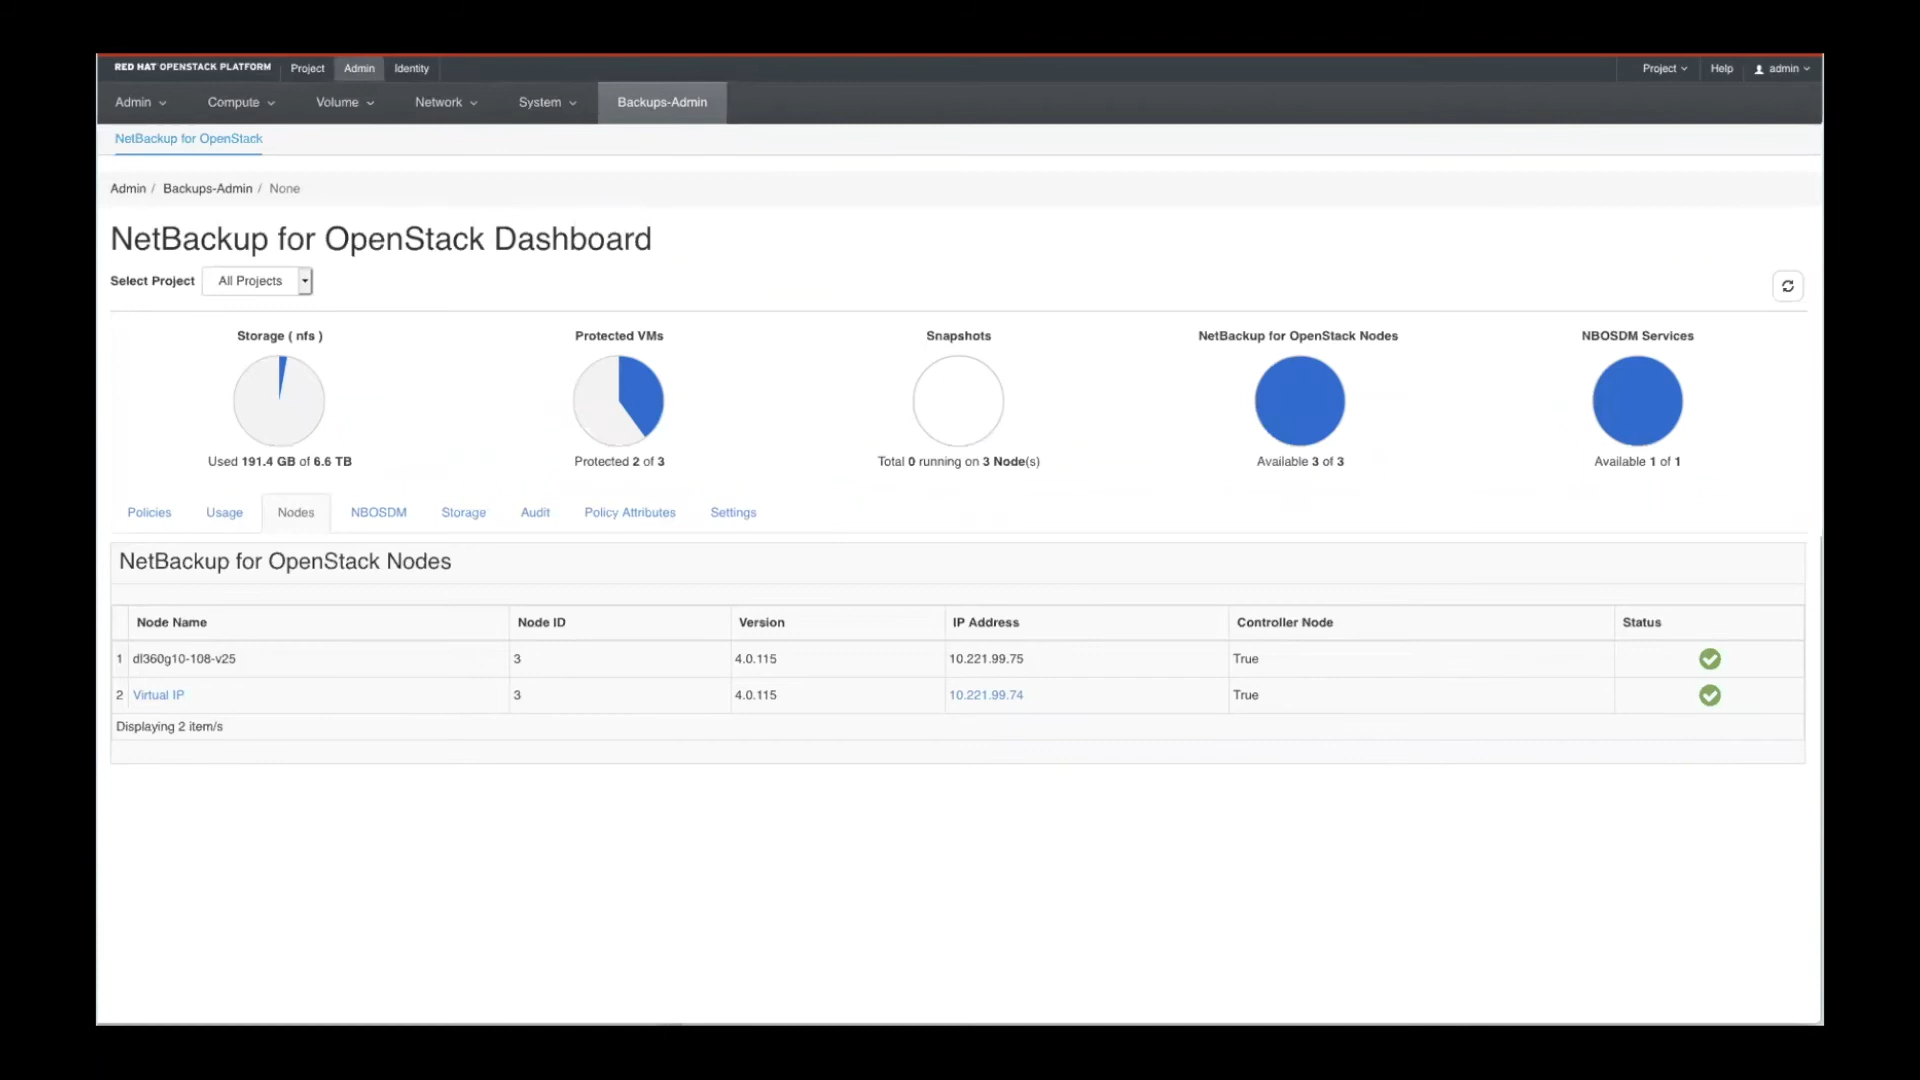 RED HAT OPENSTACK PLATFORM Project Admin Identity Project Help admin
Admin Compute Volume Network System Backups-Admin
NetBackup for OpenStack
Admin / Backups-Admin / None
NetBackup for OpenStack Dashboard
Select Project All Projects
Storage ( nfs ) Protected VMs Snapshots NetBackup for OpenStack Nodes NBOSDM Services
Used 191.4 GB of 6.6 TB Protected 2 of 3 Total 0 running on 3 Node(s) Available 3 of 3 Available 1 of 1
Policies Usage Nodes NBOSDM Storage Audit Policy Attributes Settings
NetBackup for OpenStack Nodes
Node Name Node ID Version IP Address Controller Node Status
1 dl360g10-108-v25 3 4.0.115 10.221.99.75 True
2 Virtual IP 3 4.0.115 10.221.99.74 True
Displaying 2 item/s